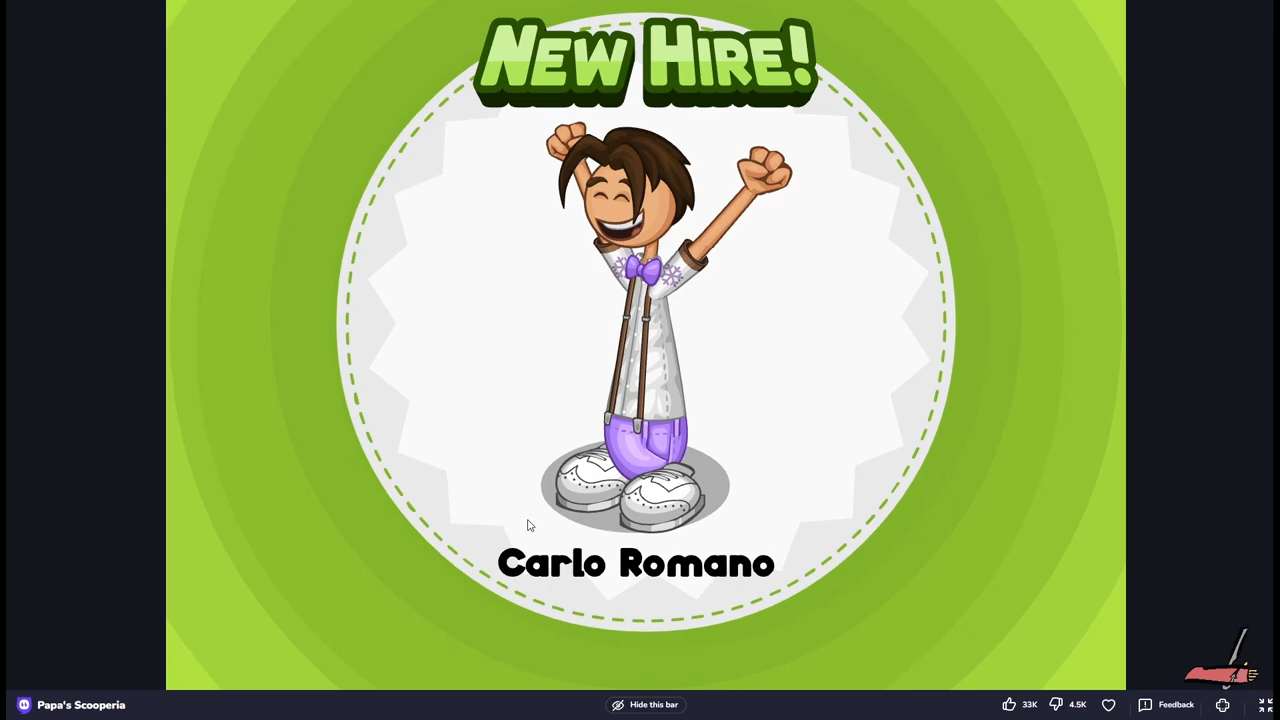 New Hire!
Carlo Romano
Papa's Scooperia
Hide this bar
33K
4.5K
Feedback